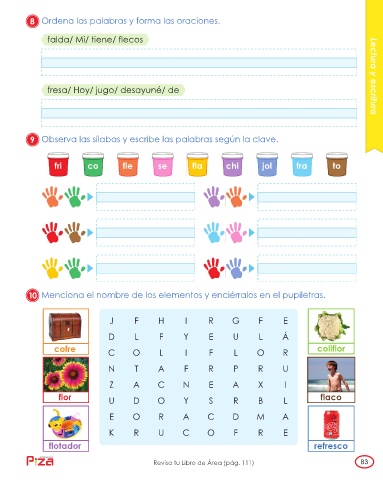 8 Ordena las palabras y forma las oraciones.
falda/ Mi/ tiene/ flecos
fresa/ Hoy/ jugo/ desayuné/ de
Lectura y escritura
9 Observa las sílabas y escribe las palabras según la clave.
fri co fle se fla chi jol fra to
10 Menciona el nombre de los elementos y enciérralos en el pupiletras.
J F H I R G F E
D L F Y E U L Á
C O L I F L O R
N T A F R P R U
Z A C N E A X I
U D O Y S R B L
E O R A C D M A
K R U C O F R E
cofre
flor
flotador
coliflor
flaco
refresco
Revisa tu Libro de Área (pág. 111)
83